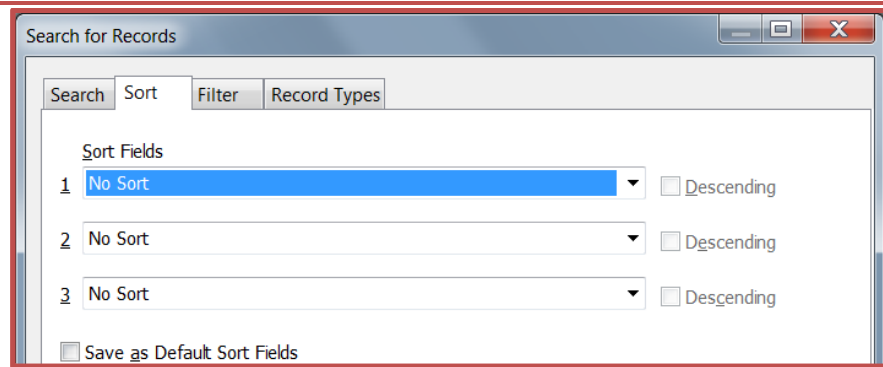 Search for Records
Search Sort Filter Record Types
Sort Fields
1 No Sort Descending
2 No Sort Descending
3 No Sort Descending
Save as Default Sort Fields